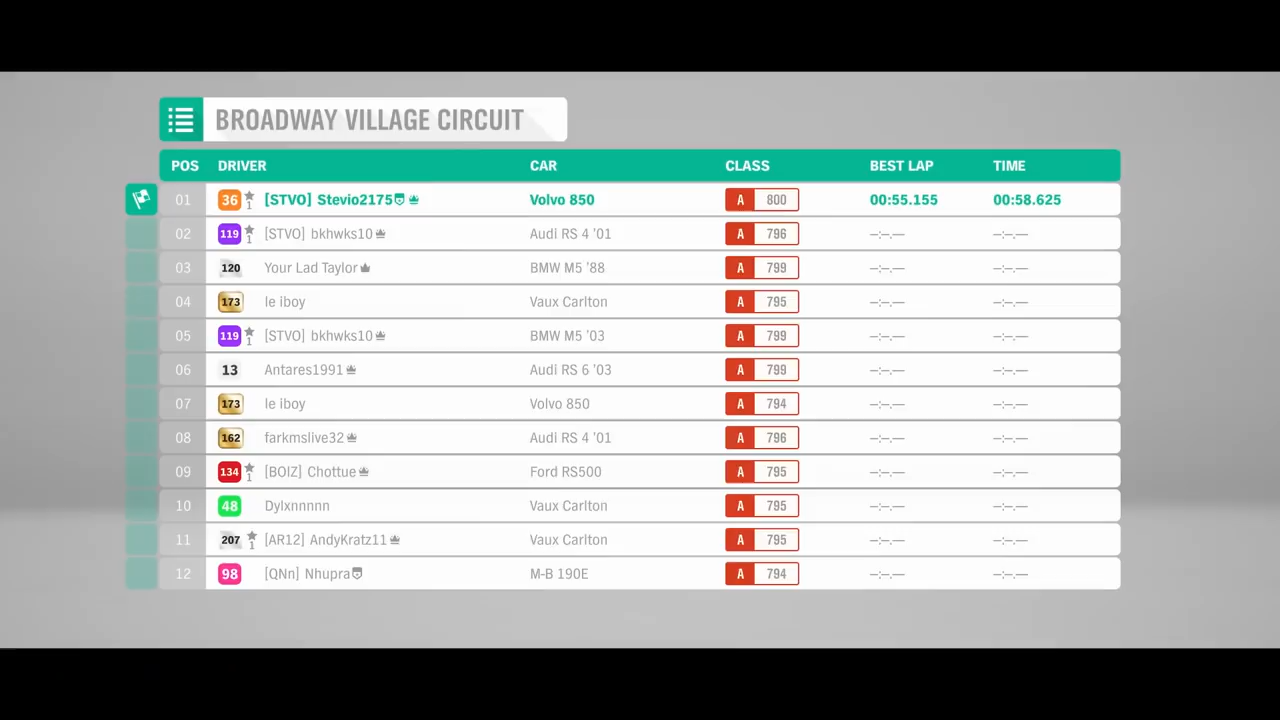 BROADWAY VILLAGE CIRCUIT
POS DRIVER CAR CLASS BEST LAP TIME
01 36 1 [STVO] Stevio2175 Volvo 850 A 800 00:55.155 00:58.625
02 119 1 [STVO] bkhwks10 Audi RS 4 '01 A 796 --:--.--- --:--.---
03 120 Your Lad Taylor BMW M5 '88 A 799 --:--.--- --:--.---
04 173 le iboy Vaux Carlton A 795 --:--.--- --:--.---
05 119 1 [STVO] bkhwks10 BMW M5 '03 A 799 --:--.--- --:--.---
06 13 Antares1991 Audi RS 6 '03 A 799 --:--.--- --:--.---
07 173 le iboy Volvo 850 A 794 --:--.--- --:--.---
08 162 farkmslive32 Audi RS 4 '01 A 796 --:--.--- --:--.---
09 134 1 [BOIZ] Chottue Ford RS500 A 795 --:--.--- --:--.---
10 48 Dylxnnnnn Vaux Carlton A 795 --:--.--- --:--.---
11 207 1 [AR12] AndyKratz11 Vaux Carlton A 795 --:--.--- --:--.---
12 98 [QNn] Nhupra M-B 190E A 794 --:--.--- --:--.---